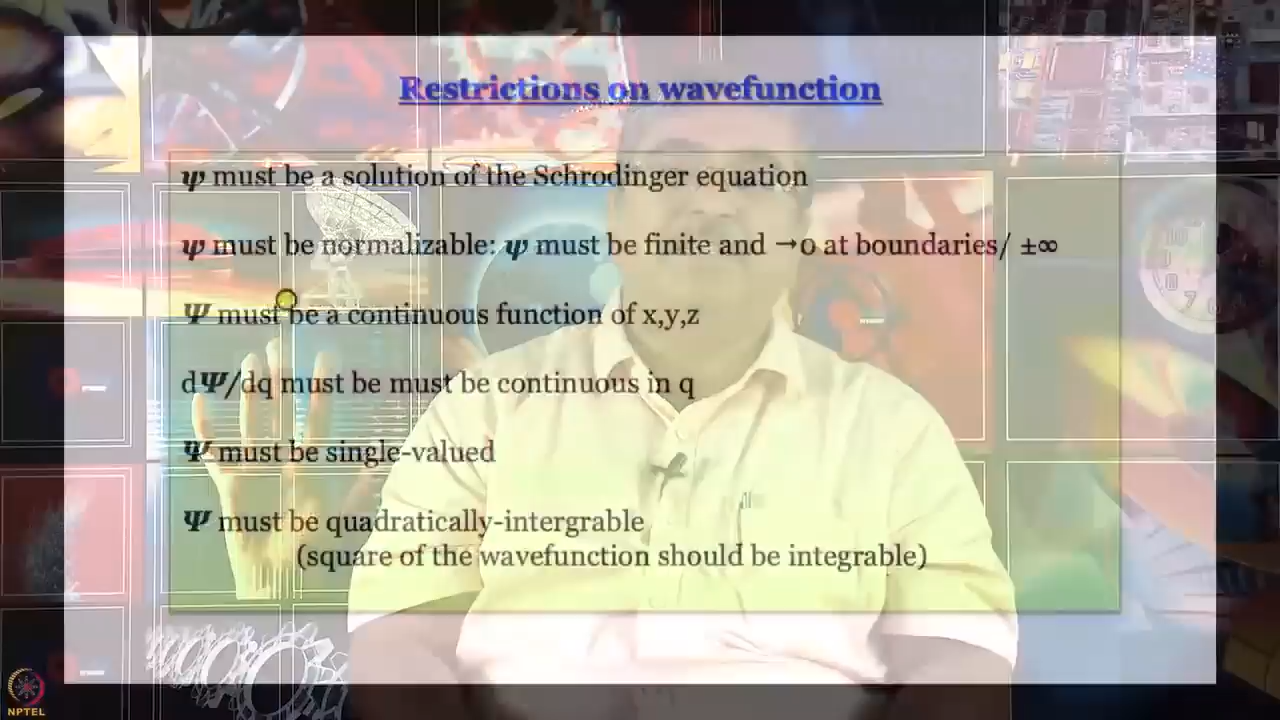 Restrictions on wavefunction
ψ must be a solution of the Schrodinger equation
ψ must be normalizable: ψ must be finite and →0 at boundaries/ ±∞
Ψ must be a continuous function of x,y,z
dΨ/dq must be must be continuous in q
Ψ must be single-valued
Ψ must be quadratically-intergrable
(square of the wavefunction should be integrable)
NPTEL